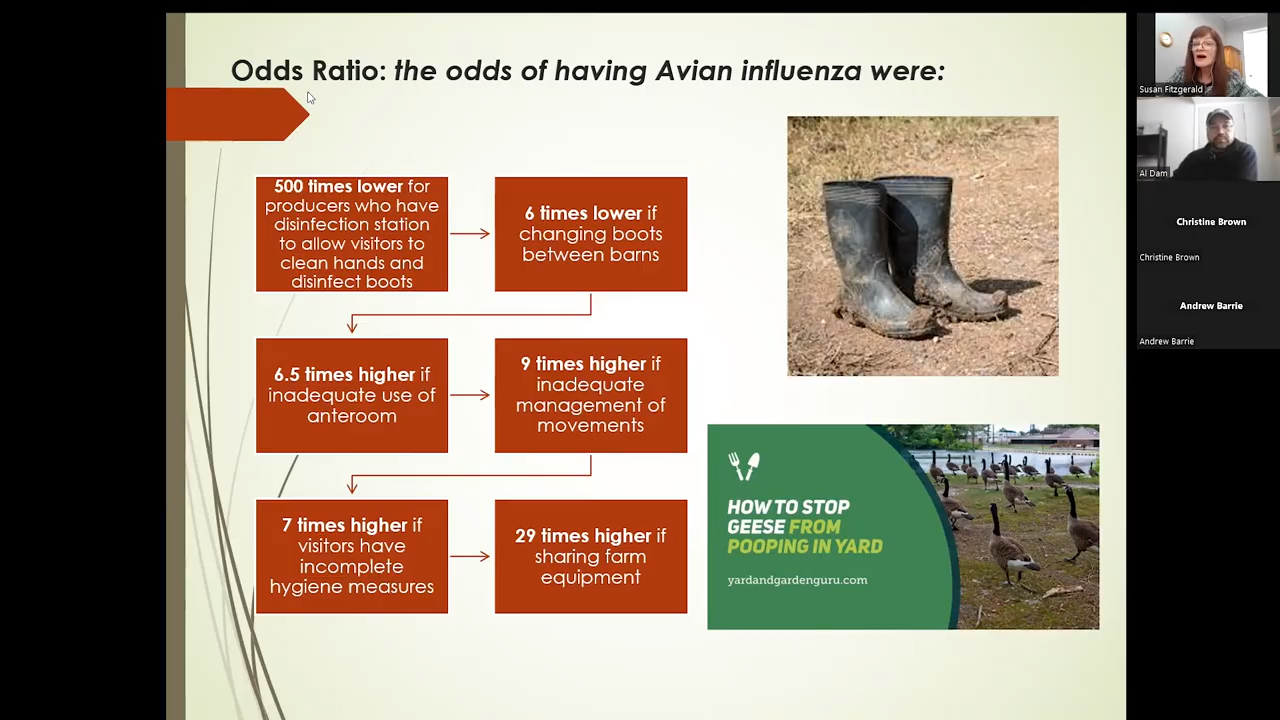 Odds Ratio: the odds of having Avian influenza were:
500 times lower for
producers who have
disinfection station
to allow visitors to
clean hands and
disinfect boots
6 times lower if
changing boots
between barns
6.5 times higher if
inadequate use of
anteroom
9 times higher if
inadequate
management of
movements
7 times higher if
visitors have
incomplete
hygiene measures
29 times higher if
sharing farm
equipment
HOW TO STOP
GEESE FROM
POOPING IN YARD
yardandgardenguru.com
Susan Fitzgerald
Al Dam
Christine Brown
Christine Brown
Andrew Barrie
Andrew Barrie